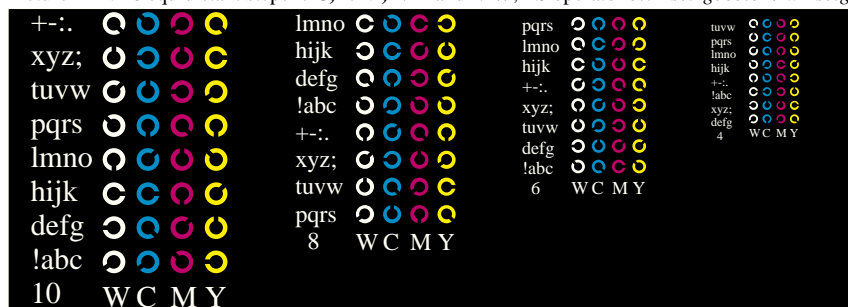 +-:.
xyz;
tuvw
pqrs
lmno
hijk
defg
!abc
10 W C M Y
lmno
hijk
defg
!abc
+-:.
xyz;
tuvw
pqrs
8 W C M Y
pqrs
lmno
hijk
+-:.
xyz;
tuvw
defg
!abc
6 W C M Y
tuvw
pqrs
lmno
hijk
+-:.
!abc
xyz;
defg
4 W C M Y